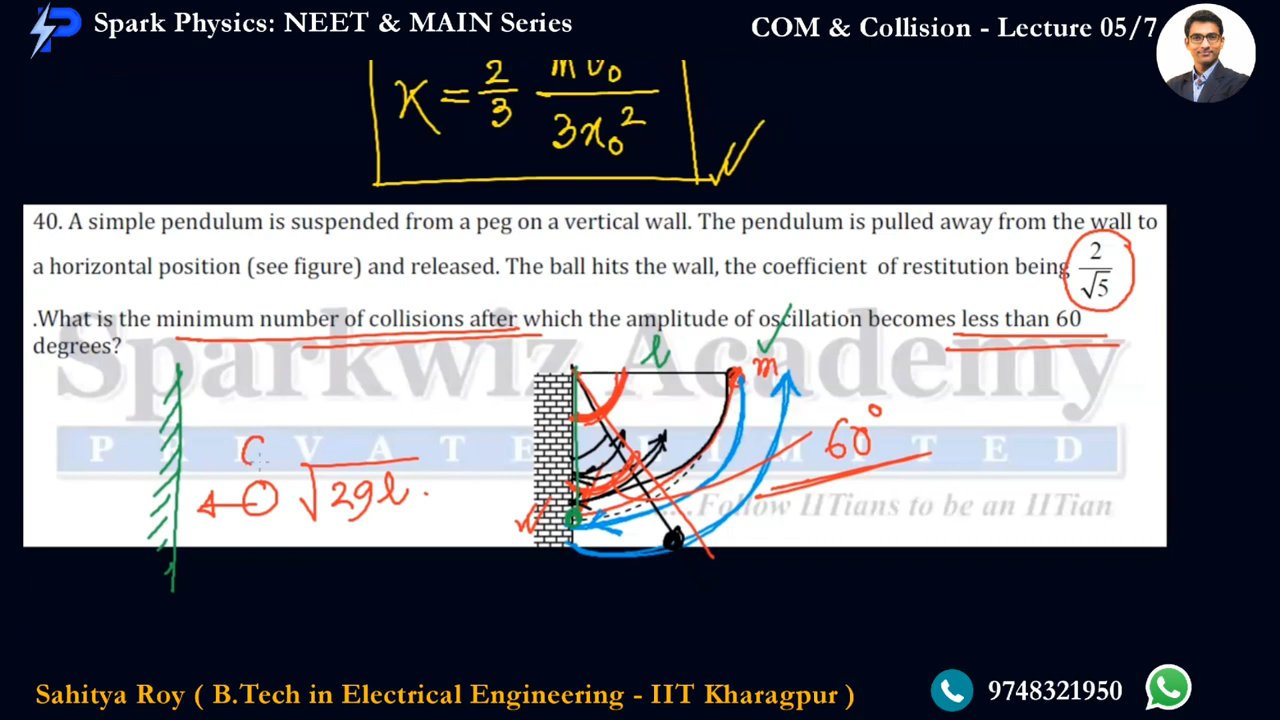 Spark Physics: NEET & MAIN Series
COM & Collision - Lecture 05/7
K = 2/3 mv₀/3x₀²
40. A simple pendulum is suspended from a peg on a vertical wall. The pendulum is pulled away from the wall to
a horizontal position (see figure) and released. The ball hits the wall, the coefficient of restitution being 2/√5
.What is the minimum number of collisions after which the amplitude of oscillation becomes less than 60
degrees?
Sparkwiz Academy
PRIVATE LIMITED
....Follow IITians to be an IITian
l
m
60°
√2gl.
Sahitya Roy ( B.Tech in Electrical Engineering - IIT Kharagpur )
9748321950